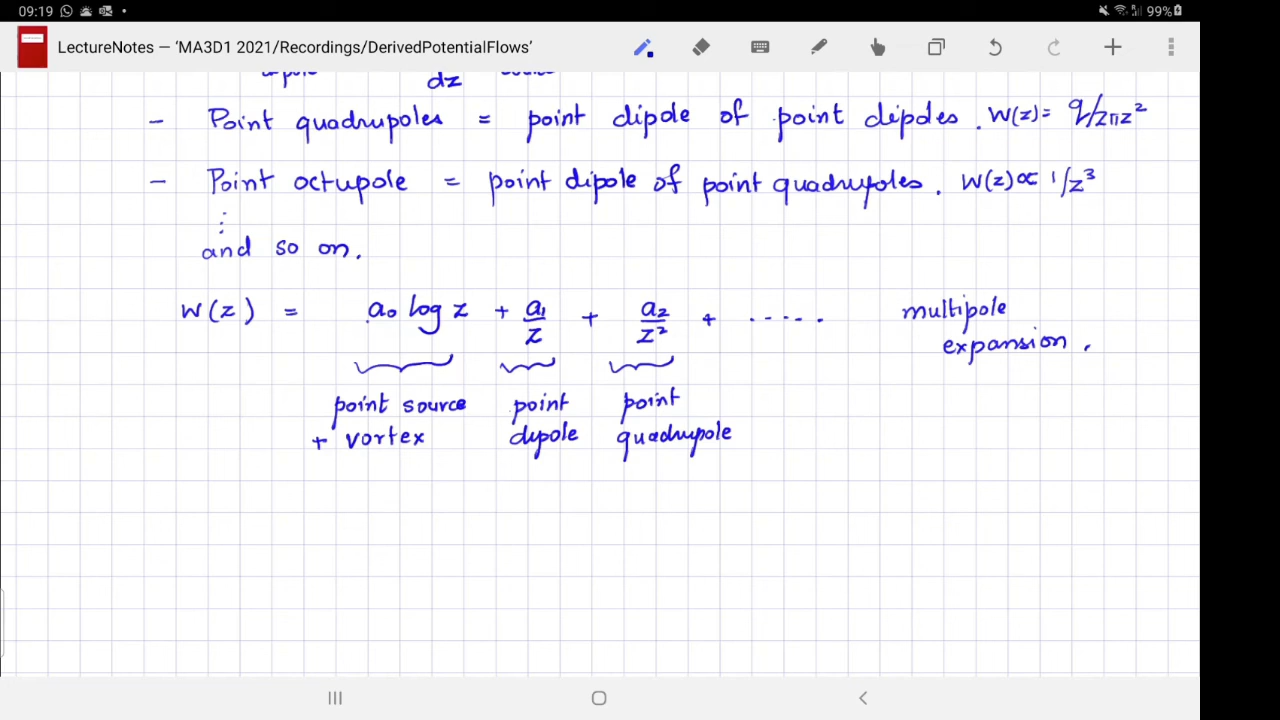 09:19 99%
LectureNotes — ‘MA3D1 2021/Recordings/DerivedPotentialFlows’
dz
- Point quadrupoles = point dipole of point dipoles. W(z)= q/2πz²
- Point octupole = point dipole of point quadrupoles. W(z)∝ 1/z³
⋮
and so on.
W(z) = a₀ log z + a₁/z + a₂/z² + ..... multipole
expansion.
point source point point
+ vortex dipole quadrupole